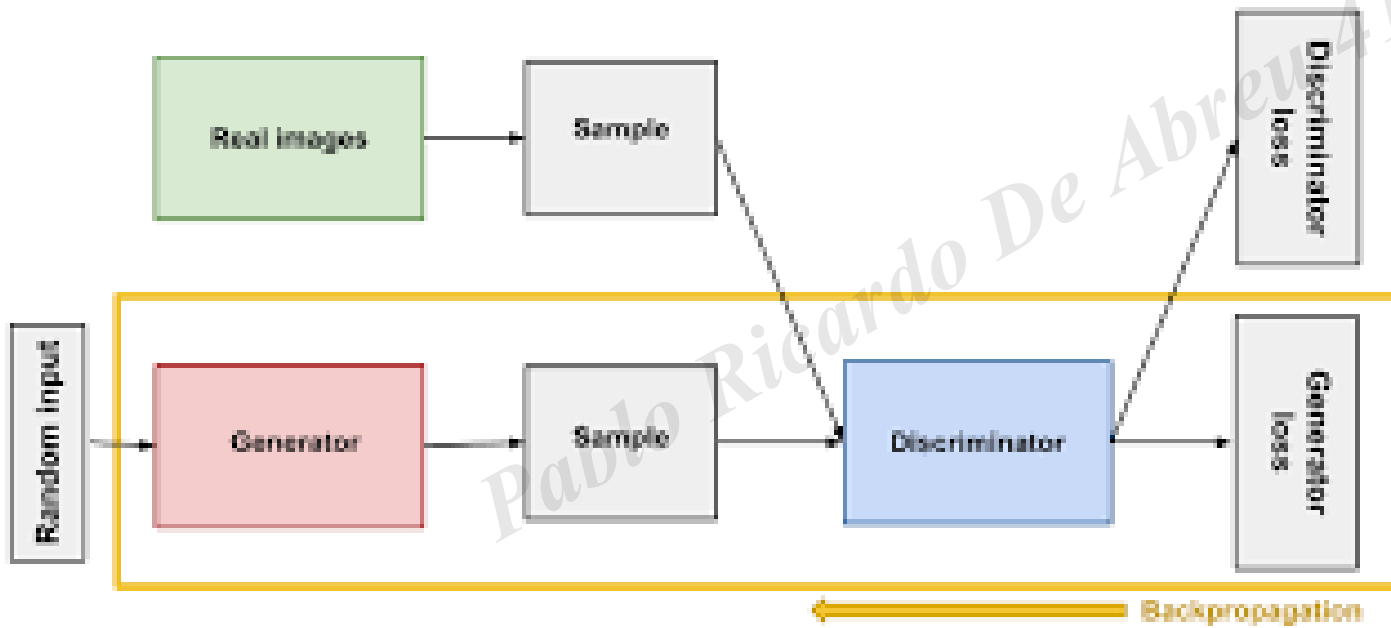 Real images
Sample
Discriminator
loss
Random input
Generator
Sample
Discriminator
Generator
loss
Backpropagation
Pablo Ricardo De Abreu